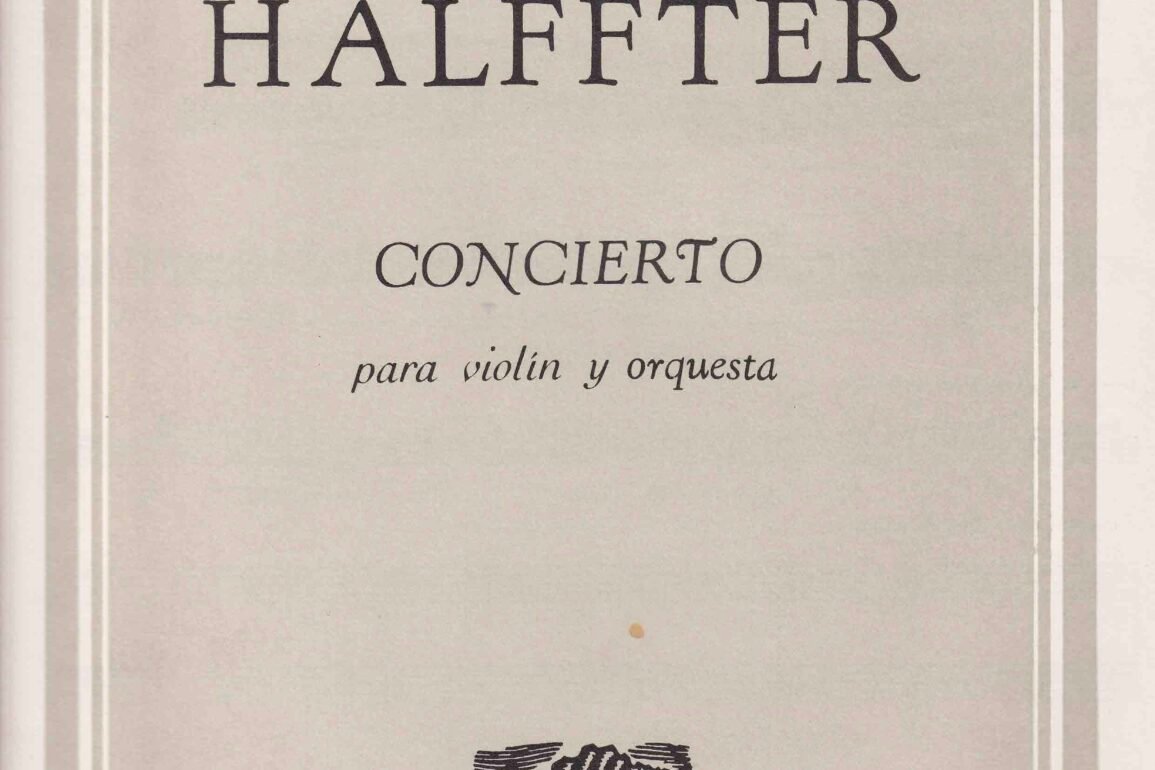 HALFFTER
CONCIERTO
para violín y orquesta